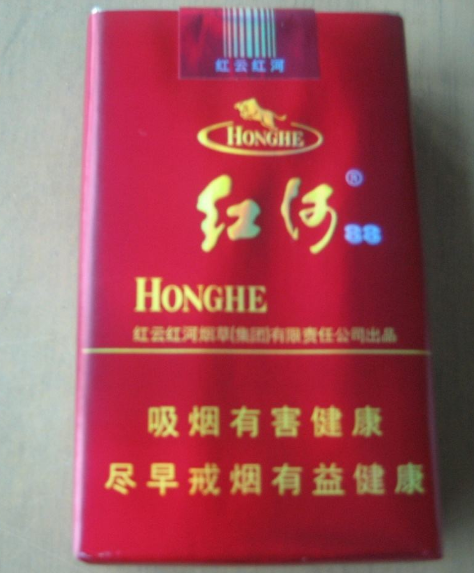 红云红河
HONGHE
红河®
88
HONGHE
红云红河烟草(集团)有限责任公司出品
吸烟有害健康
尽早戒烟有益健康